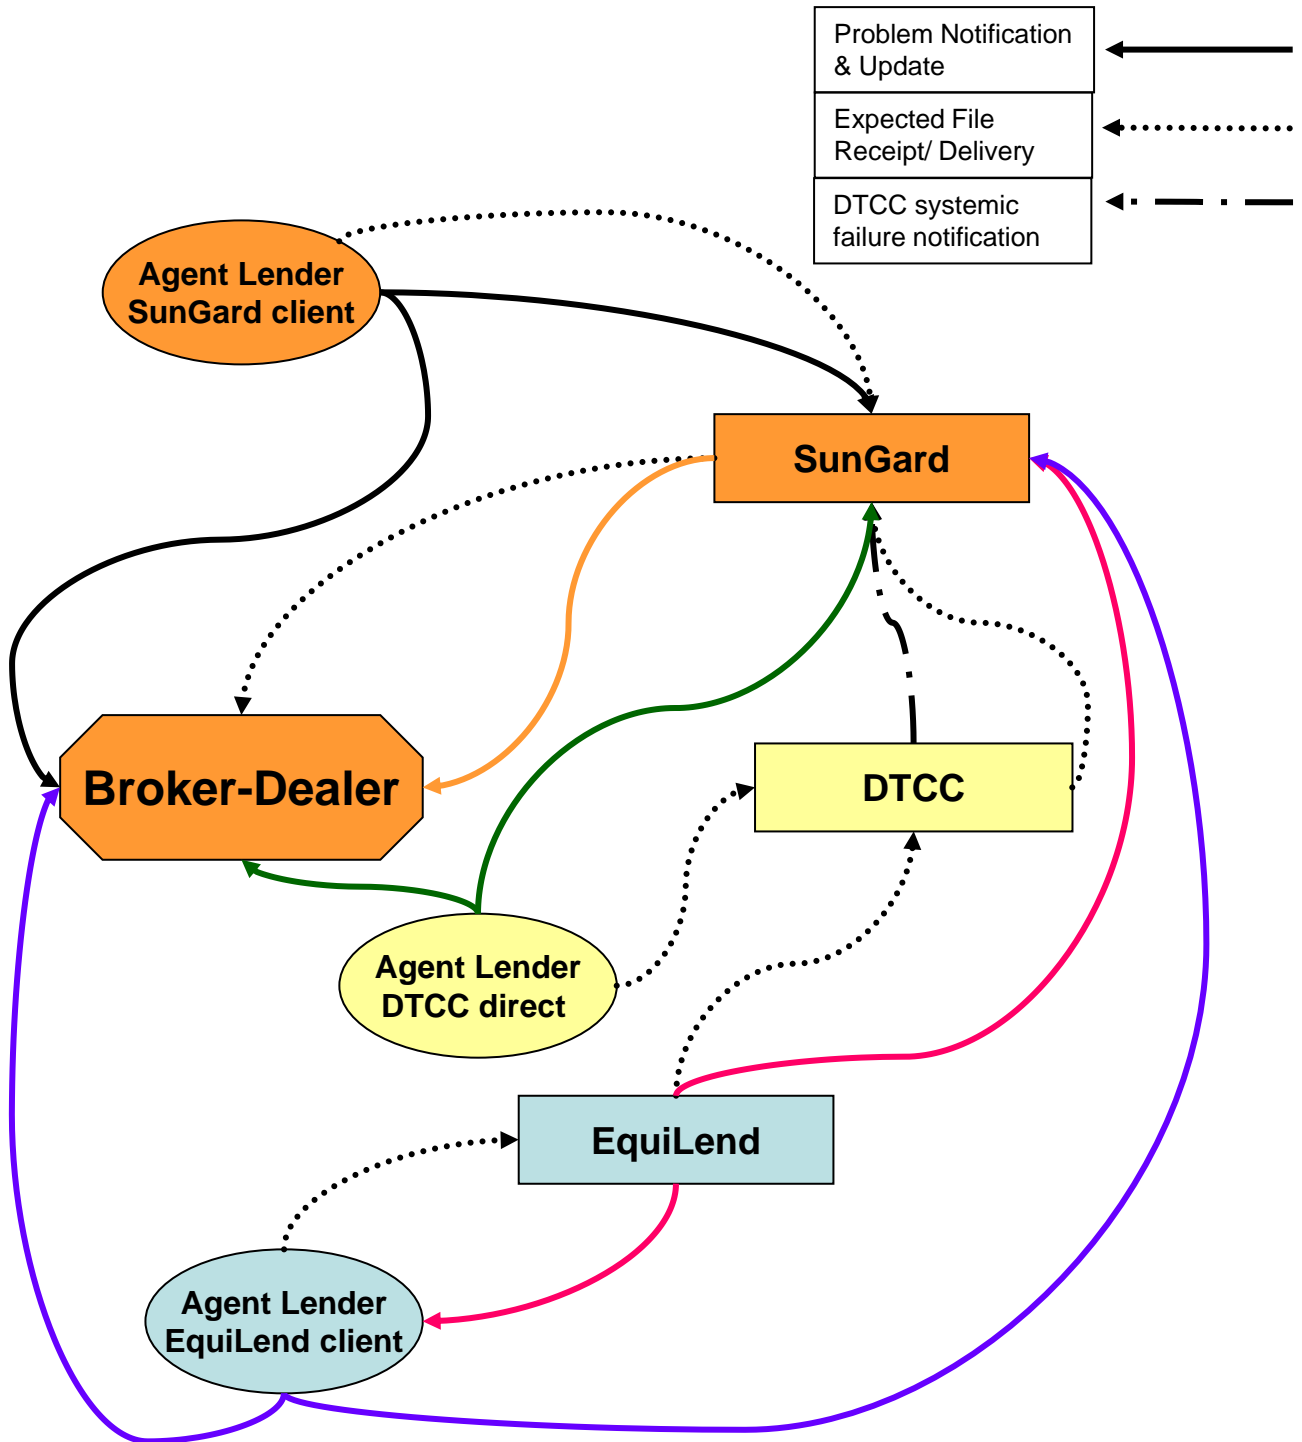 Problem Notification
& Update
Expected File
Receipt/ Delivery
DTCC systemic
failure notification
Agent Lender
SunGard client
SunGard
Broker-Dealer
DTCC
Agent Lender
DTCC direct
EquiLend
Agent Lender
EquiLend client